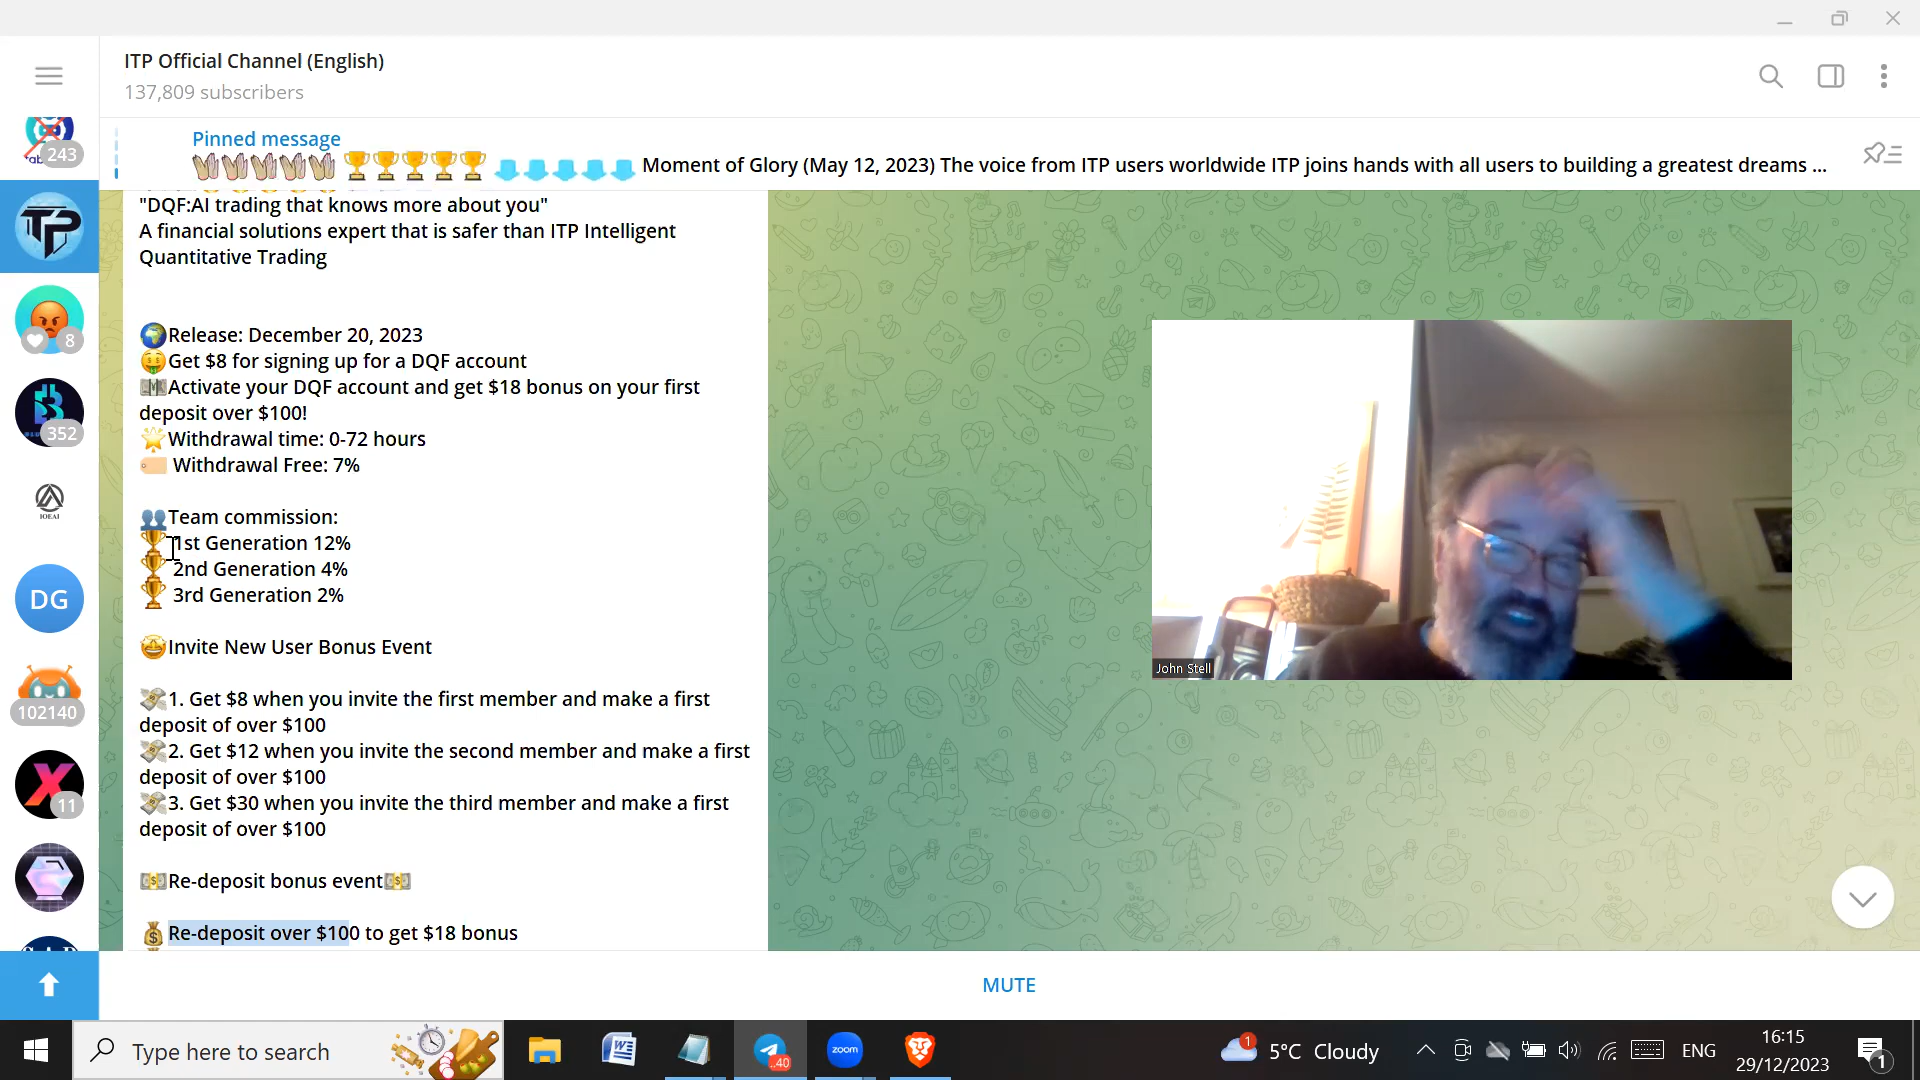 ITP Official Channel (English)
137,809 subscribers
Pinned message
Moment of Glory (May 12, 2023) The voice from ITP users worldwide ITP joins hands with all users to building a greatest dreams ...
243
TP
"DQF:AI trading that knows more about you"
A financial solutions expert that is safer than ITP Intelligent
Quantitative Trading
8
🌍Release: December 20, 2023
🤑Get $8 for signing up for a DQF account
💵Activate your DQF account and get $18 bonus on your first
deposit over $100!
352
🌟Withdrawal time: 0-72 hours
🏷 Withdrawal Free: 7%
IOEAI
👥Team commission:
🏆1st Generation 12%
🏆 2nd Generation 4%
🏆 3rd Generation 2%
DG
🤩Invite New User Bonus Event
John Stell
102140
💸1. Get $8 when you invite the first member and make a first
deposit of over $100
💸2. Get $12 when you invite the second member and make a first
deposit of over $100
💸3. Get $30 when you invite the third member and make a first
deposit of over $100
X
11
💵Re-deposit bonus event💵
💰Re-deposit over $100 to get $18 bonus
MUTE
Type here to search
..40
zoom
1
5°C Cloudy
ENG
16:15
29/12/2023
1